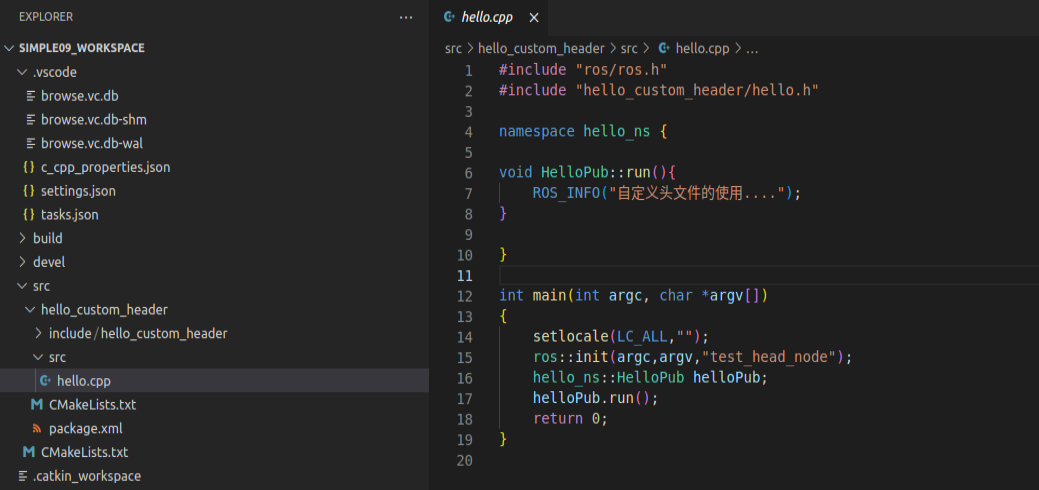 EXPLORER
SIMPLE09_WORKSPACE
.vscode
browse.vc.db
browse.vc.db-shm
browse.vc.db-wal
{} c_cpp_properties.json
{} settings.json
{} tasks.json
build
devel
src
hello_custom_header
include/hello_custom_header
src
hello.cpp
M CMakeLists.txt
package.xml
M CMakeLists.txt
.catkin_workspace
hello.cpp ×
src > hello_custom_header > src > hello.cpp > ...
1 #include "ros/ros.h"
2 #include "hello_custom_header/hello.h"
3
4 namespace hello_ns {
5
6 void HelloPub::run(){
7     ROS_INFO("自定义头文件的使用....");
8 }
9
10 }
11
12 int main(int argc, char *argv[])
13 {
14     setlocale(LC_ALL,"");
15     ros::init(argc,argv,"test_head_node");
16     hello_ns::HelloPub helloPub;
17     helloPub.run();
18     return 0;
19 }
20